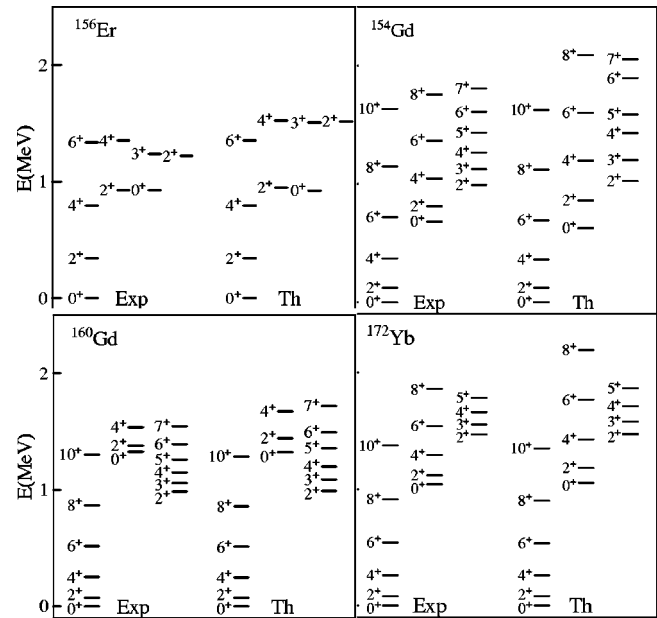 ¹⁵⁶Er
2
6⁺ 4⁺ 3⁺ 2⁺
6⁺ 4⁺ 3⁺ 2⁺
E(MeV)
1
2⁺ 0⁺
2⁺ 0⁺
4⁺
4⁺
2⁺
2⁺
0
0⁺ Exp
0⁺ Th
¹⁵⁴Gd
8⁺ 7⁺
6⁺
10⁺ 8⁺ 7⁺
6⁺ 5⁺
10⁺ 6⁺ 5⁺
4⁺
8⁺ 6⁺ 4⁺
8⁺ 4⁺ 3⁺
4⁺ 3⁺
2⁺
2⁺
6⁺ 2⁺
0⁺
6⁺ 2⁺
0⁺
4⁺
4⁺
2⁺
2⁺
0⁺ Exp
0⁺ Th
¹⁶⁰Gd
2
E(MeV)
1
0
10⁺ 4⁺ 7⁺
2⁺ 6⁺
0⁺ 5⁺
4⁺
3⁺
2⁺
8⁺
6⁺
4⁺
2⁺
0⁺ Exp
10⁺ 4⁺ 7⁺
2⁺ 6⁺
0⁺ 5⁺
4⁺
3⁺
2⁺
8⁺
6⁺
4⁺
2⁺
0⁺ Th
¹⁷²Yb
10⁺ 8⁺ 5⁺
6⁺ 4⁺
3⁺
4⁺ 2⁺
2⁺
0⁺
8⁺
6⁺
4⁺
2⁺
0⁺ Exp
8⁺
10⁺ 6⁺ 5⁺
4⁺
4⁺ 3⁺
2⁺ 2⁺
0⁺
8⁺
6⁺
4⁺
2⁺
0⁺ Th